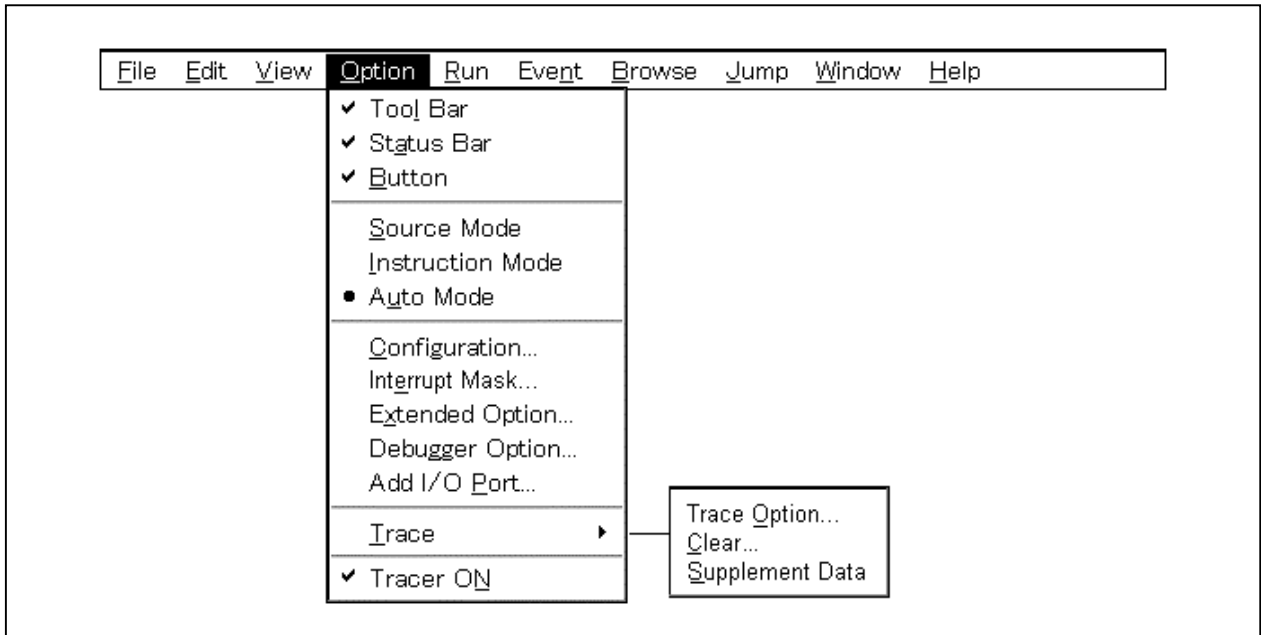 File Edit View Option Run Event Browse Jump Window Help
✔ Tool Bar
✔ Status Bar
✔ Button
Source Mode
Instruction Mode
● Auto Mode
Configuration...
Interrupt Mask...
Extended Option...
Debugger Option...
Add I/O Port...
Trace
✔ Tracer ON
Trace Option...
Clear...
Supplement Data